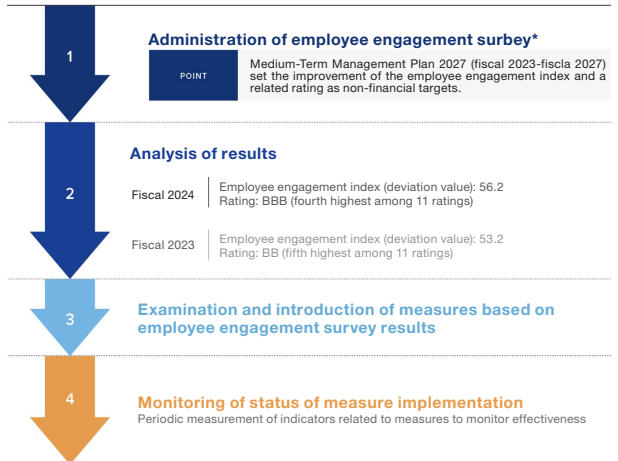 1
Administration of employee engagement surbey*
POINT
Medium-Term Management Plan 2027 (fiscal 2023-fiscla 2027)
set the improvement of the employee engagement index and a
related rating as non-financial targets.
2
Analysis of results
Fiscal 2024
Employee engagement index (deviation value): 56.2
Rating: BBB (fourth highest among 11 ratings)
Fiscal 2023
Employee engagement index (deviation value): 53.2
Rating: BB (fifth highest among 11 ratings)
3
Examination and introduction of measures based on
employee engagement survey results
4
Monitoring of status of measure implementation
Periodic measurement of indicators related to measures to monitor effectiveness